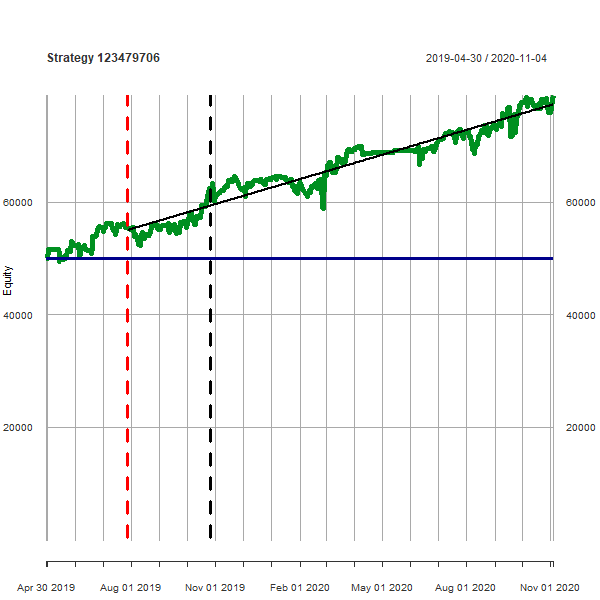 Strategy 123479706
2019-04-30 / 2020-11-04
60000
60000
Equity
40000
40000
20000
20000
Apr 30 2019
Aug 01 2019
Nov 01 2019
Feb 01 2020
May 01 2020
Aug 01 2020
Nov 01 2020